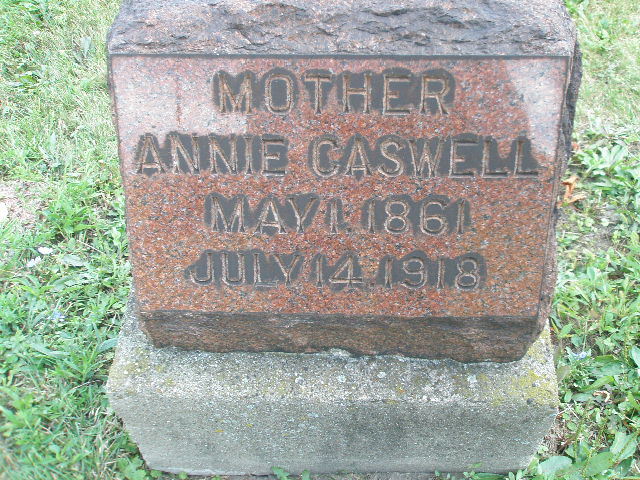 MOTHER
ANNIE CASWELL
MAY 1. 1861
JULY 14. 1918